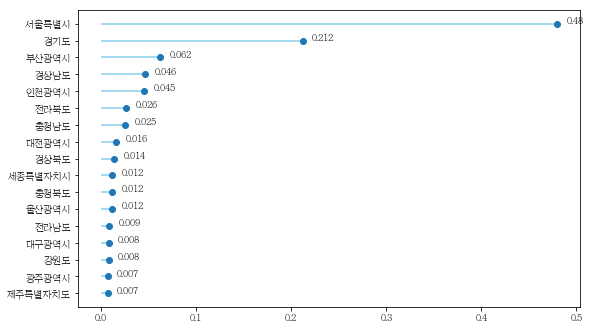 서울특별시 0.48
경기도 0.212
부산광역시 0.062
경상남도 0.046
인천광역시 0.045
전라북도 0.026
충청남도 0.025
대전광역시 0.016
경상북도 0.014
세종특별자치시 0.012
충청북도 0.012
울산광역시 0.012
전라남도 0.009
대구광역시 0.008
강원도 0.008
광주광역시 0.007
제주특별자치도 0.007
0.0 0.1 0.2 0.3 0.4 0.5